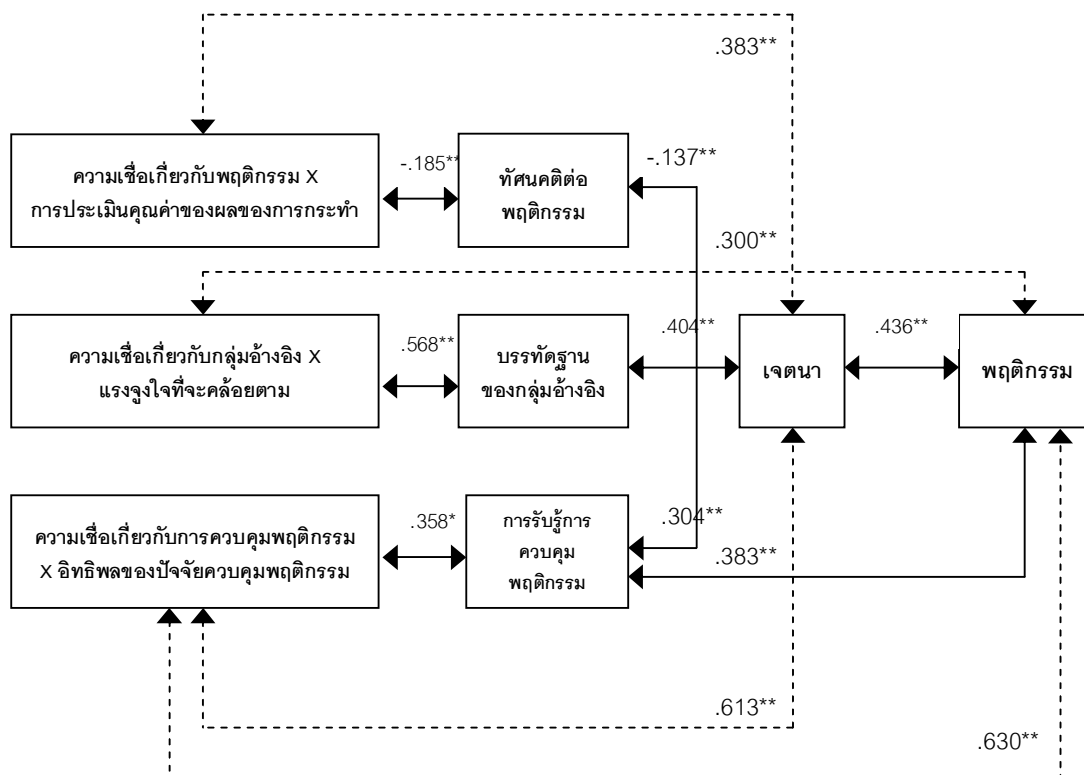 .383**
-.185**
-.137**
ความเชื่อเกี่ยวกับพฤติกรรม X
การประเมินคุณค่าของผลของการกระทำ
ทัศนคติต่อ
พฤติกรรม
.300**
.568**
.404**
.436**
ความเชื่อเกี่ยวกับกลุ่มอ้างอิง X
แรงจูงใจที่จะคล้อยตาม
บรรทัดฐาน
ของกลุ่มอ้างอิง
เจตนา
พฤติกรรม
.358*
.304**
.383**
ความเชื่อเกี่ยวกับการควบคุมพฤติกรรม
X อิทธิพลของปัจจัยควบคุมพฤติกรรม
การรับรู้การ
ควบคุม
พฤติกรรม
.613**
.630**